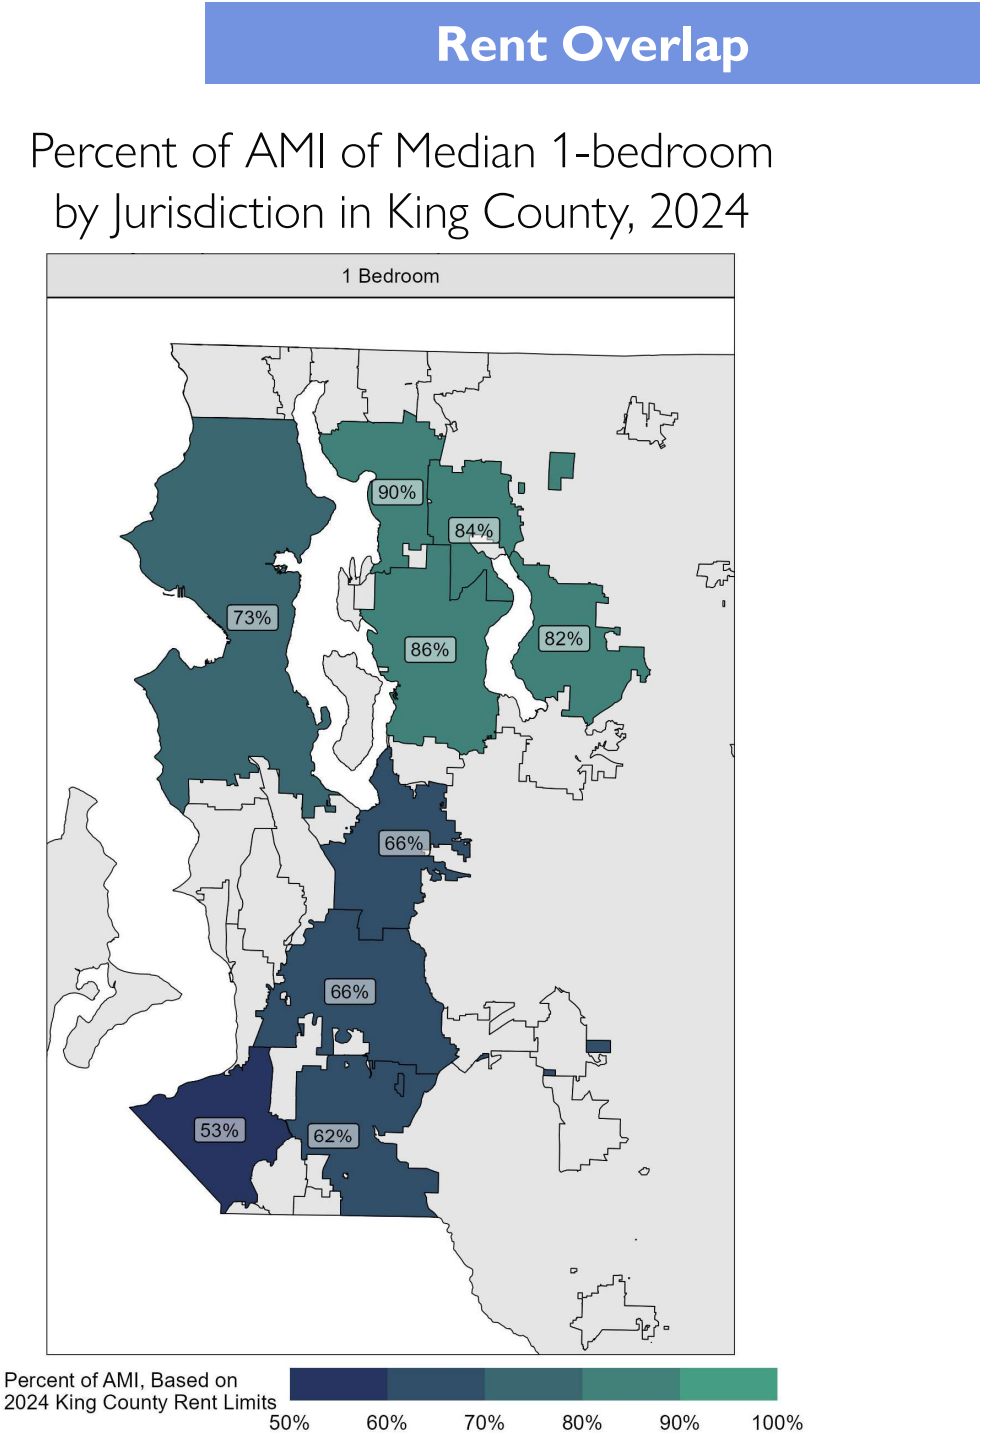 Rent Overlap
Percent of AMI of Median 1-bedroom
by Jurisdiction in King County, 2024
1 Bedroom
90%
84%
73%
82%
86%
66%
66%
53%
62%
Percent of AMI, Based on
2024 King County Rent Limits
50% 60% 70% 80% 90% 100%